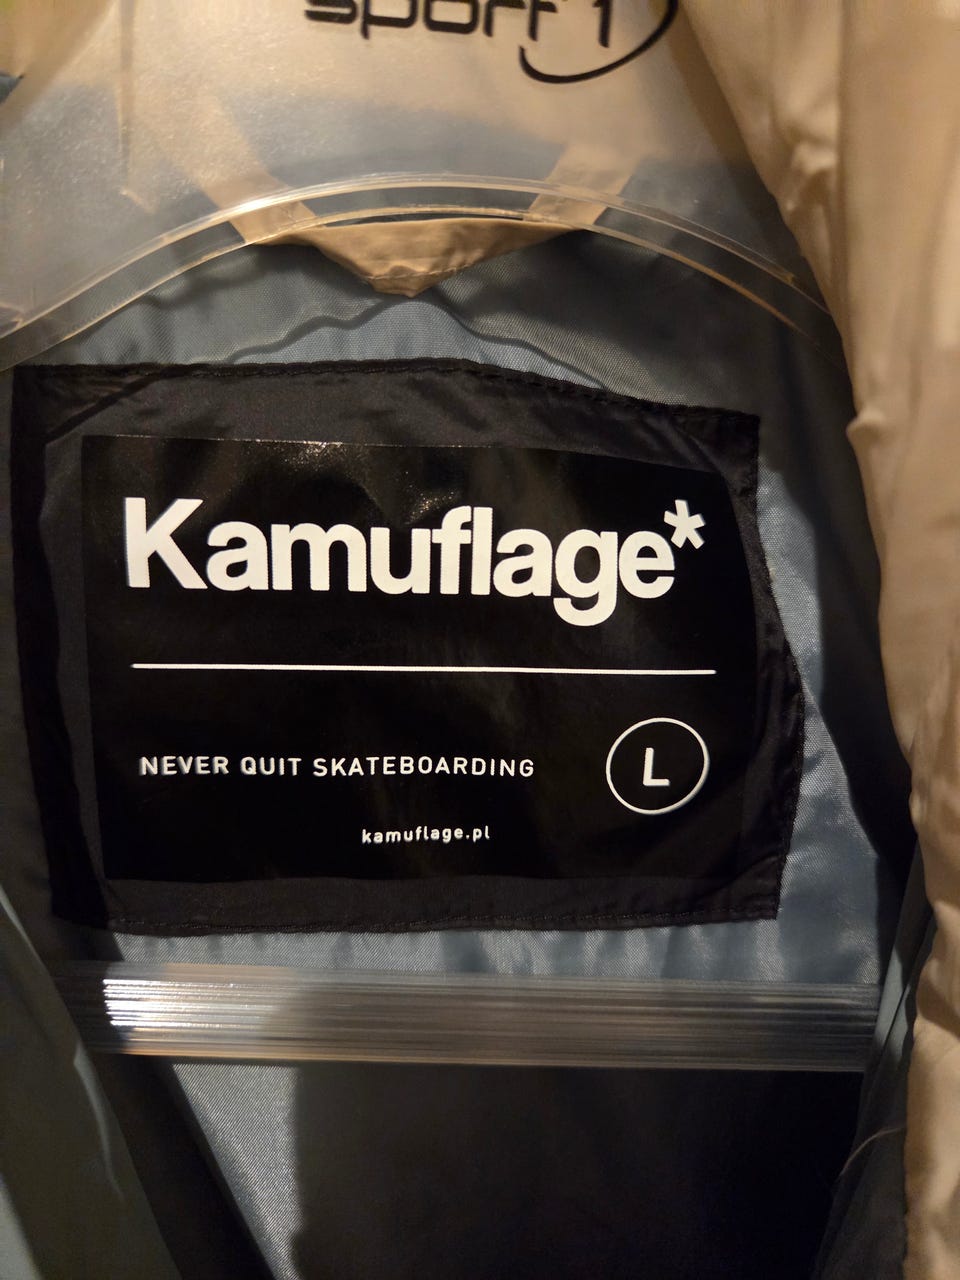 sport 1
Kamuflage*
NEVER QUIT SKATEBOARDING
L
kamuflage.pl